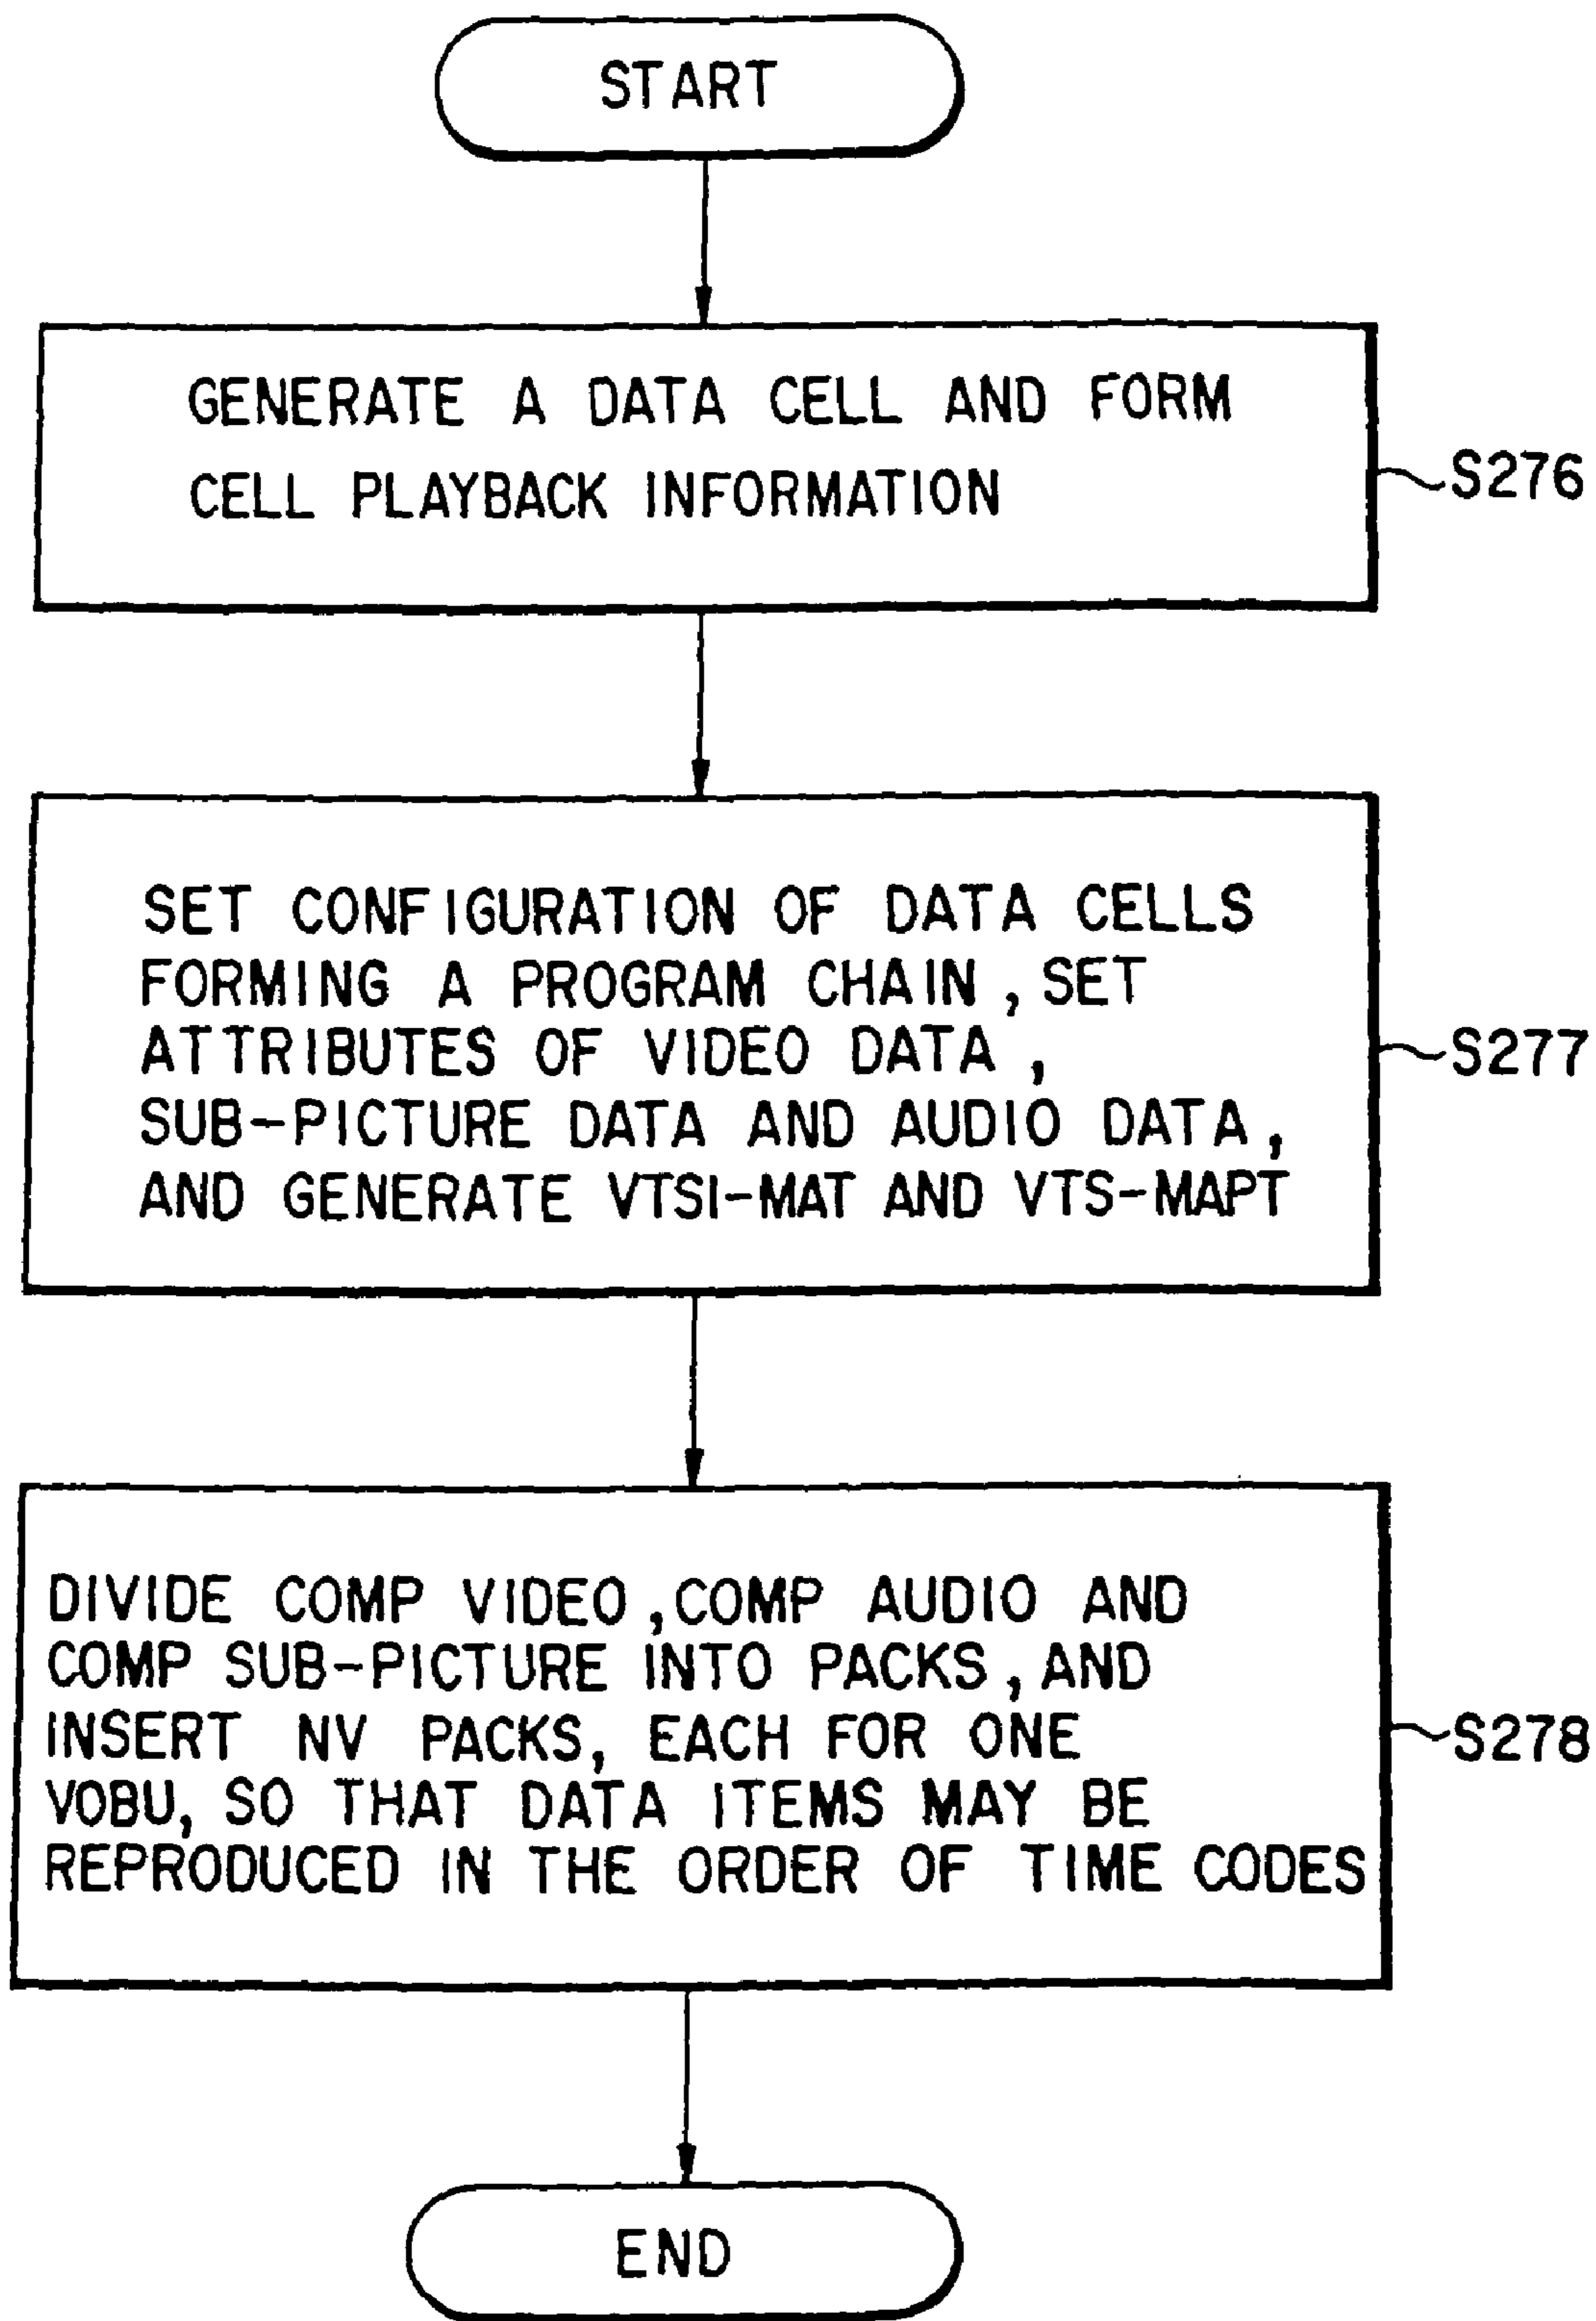 START
GENERATE A DATA CELL AND FORM
CELL PLAYBACK INFORMATION
S276
SET CONFIGURATION OF DATA CELLS
FORMING A PROGRAM CHAIN, SET
ATTRIBUTES OF VIDEO DATA,
SUB-PICTURE DATA AND AUDIO DATA,
AND GENERATE VTSI-MAT AND VTS-MAPT
S277
DIVIDE COMP VIDEO, COMP AUDIO AND
COMP SUB-PICTURE INTO PACKS, AND
INSERT NV PACKS, EACH FOR ONE
VOBU, SO THAT DATA ITEMS MAY BE
REPRODUCED IN THE ORDER OF TIME CODES
S278
END